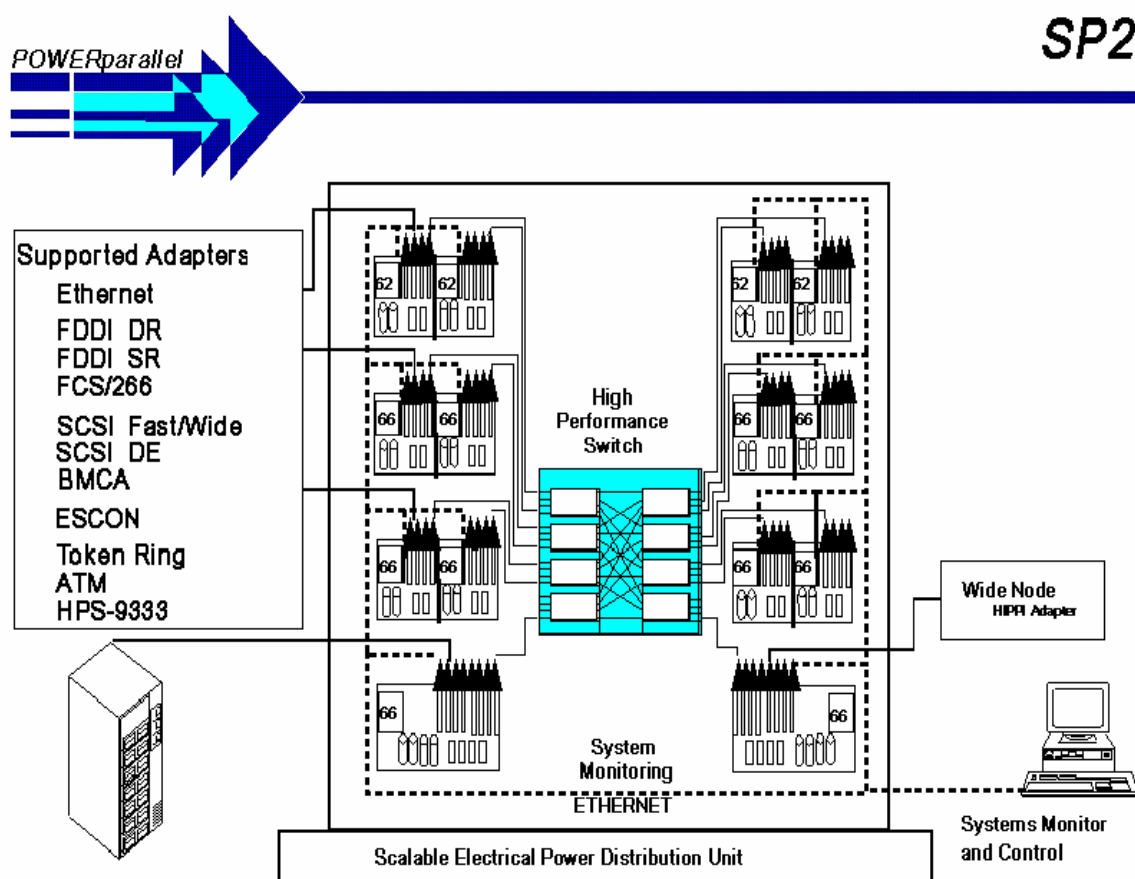 POWERparallel
SP2
Supported Adapters
Ethernet
FDDI DR
FDDI SR
FCS/266
SCSI Fast/Wide
SCSI DE
BMCA
ESCON
Token Ring
ATM
HPS-9333
62
62
62
62
66
66
66
66
High
Performance
Switch
66
66
66
66
Wide Node
HIPPI Adapter
66
66
System
Monitoring
ETHERNET
Systems Monitor
and Control
Scalable Electrical Power Distribution Unit